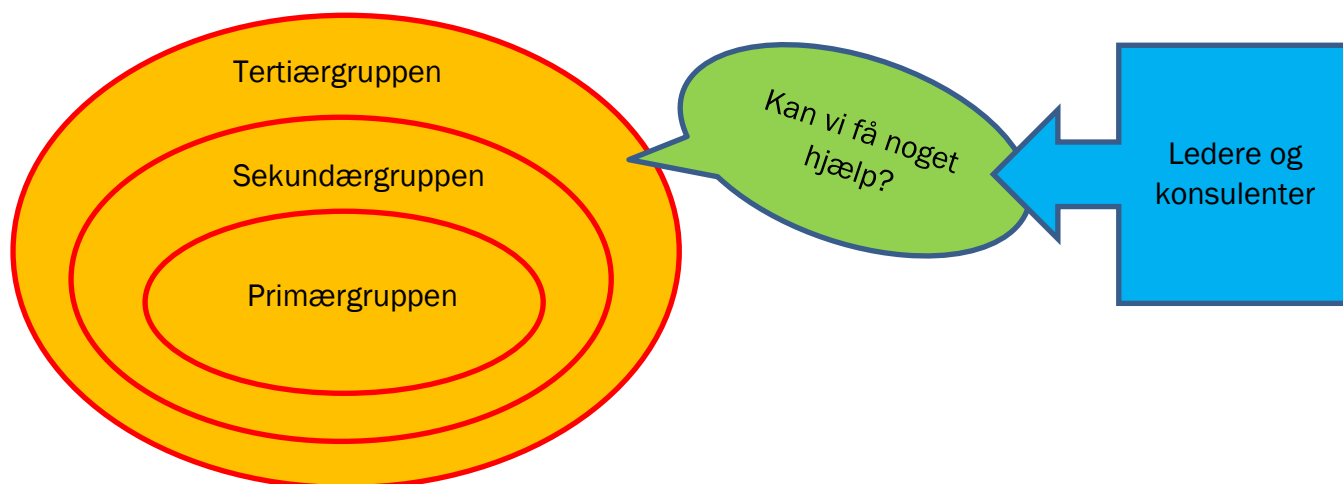 Tertiærgruppen
Sekundærgruppen
Primærgruppen
Kan vi få noget
hjælp?
Ledere og
konsulenter